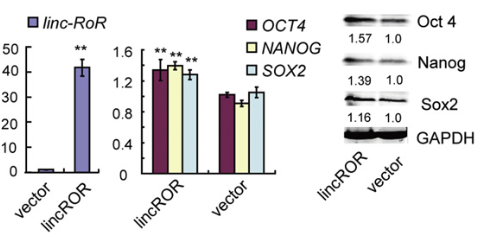 linc-RoR
50
40
30
20
10
0
**
vector
lincROR
OCT4
NANOG
SOX2
1.6
1.2
0.8
0.4
0
** ** **
lincROR
vector
Oct 4
1.57 1.0
Nanog
1.39 1.0
Sox2
1.16 1.0
GAPDH
lincROR
vector